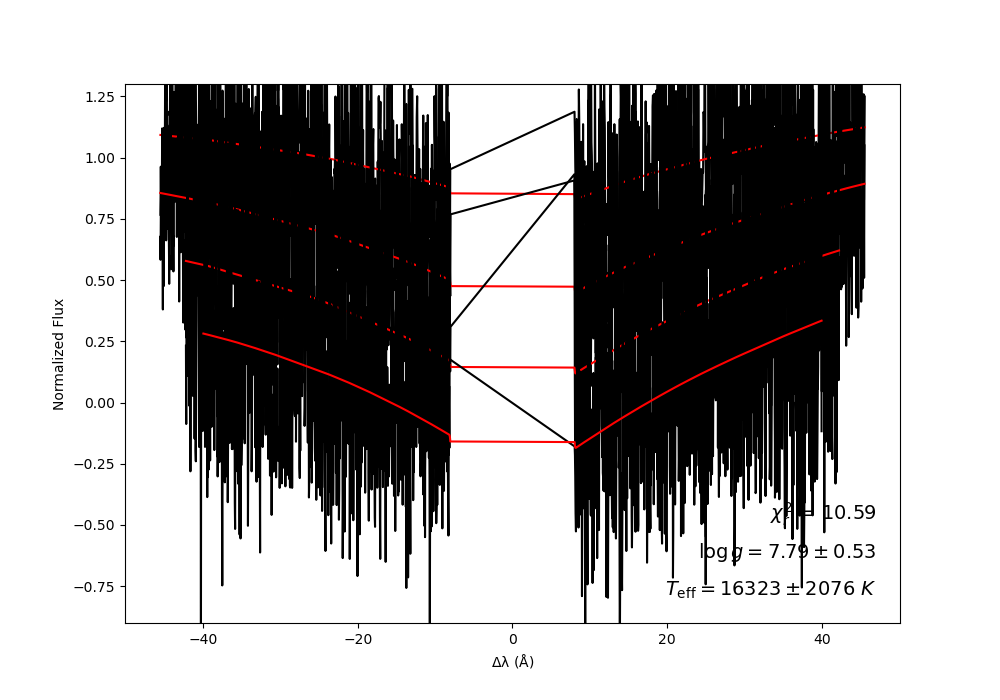 1.25
1.00
0.75
0.50
0.25
0.00
−0.25
−0.50
−0.75
Normalized Flux
χ²ᵣ = 10.59
log g = 7.79 ± 0.53
T_eff = 16323 ± 2076 K
−40
−20
0
20
40
Δλ (Å)